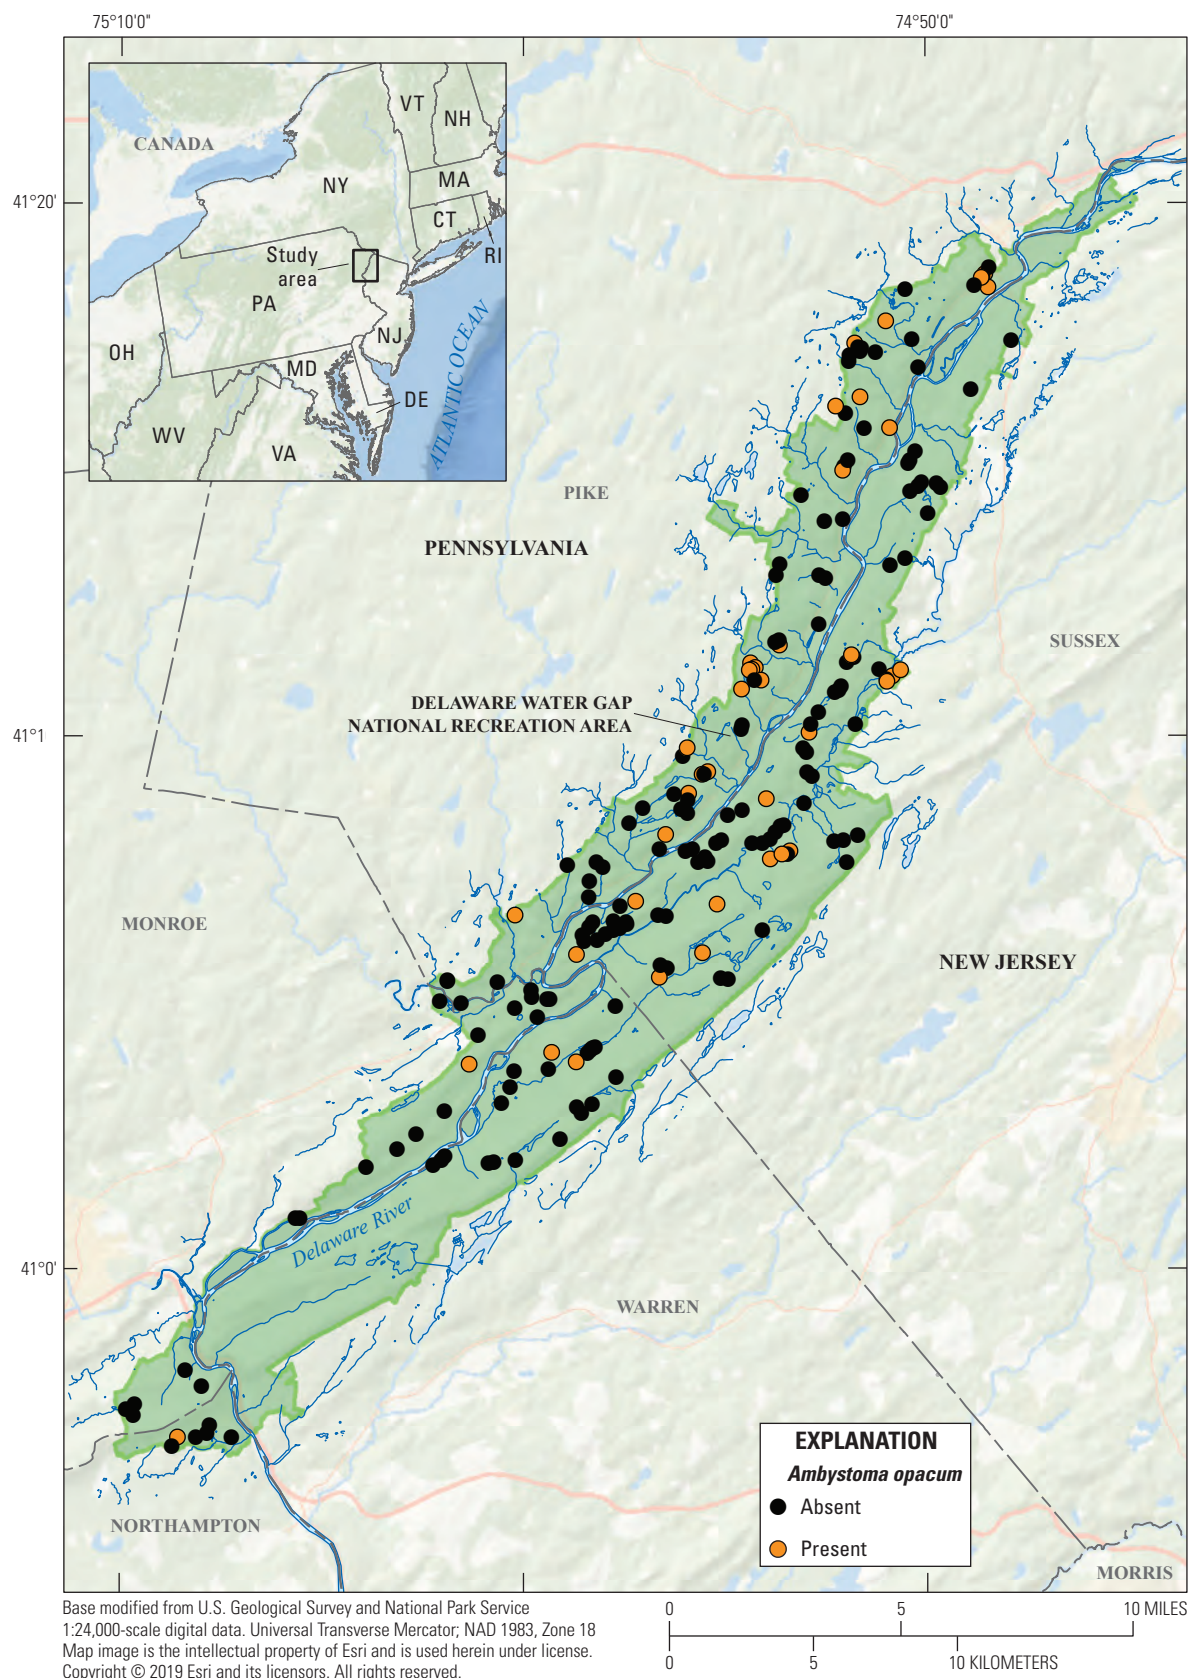 75°10'0"
74°50'0"
CANADA
VT
NH
NY
MA
CT
RI
Study
area
PA
NJ
OH
MD
DE
WV
VA
ATLANTIC OCEAN
41°20'
PIKE
PENNSYLVANIA
SUSSEX
DELAWARE WATER GAP
NATIONAL RECREATION AREA
41°1
MONROE
NEW JERSEY
Delaware River
41°0'
WARREN
EXPLANATION
Ambystoma opacum
Absent
Present
NORTHAMPTON
MORRIS
Base modified from U.S. Geological Survey and National Park Service
1:24,000-scale digital data. Universal Transverse Mercator; NAD 1983, Zone 18
Map image is the intellectual property of Esri and is used herein under license.
Copyright © 2019 Esri and its licensors. All rights reserved.
0 5 10 MILES
0 5 10 KILOMETERS